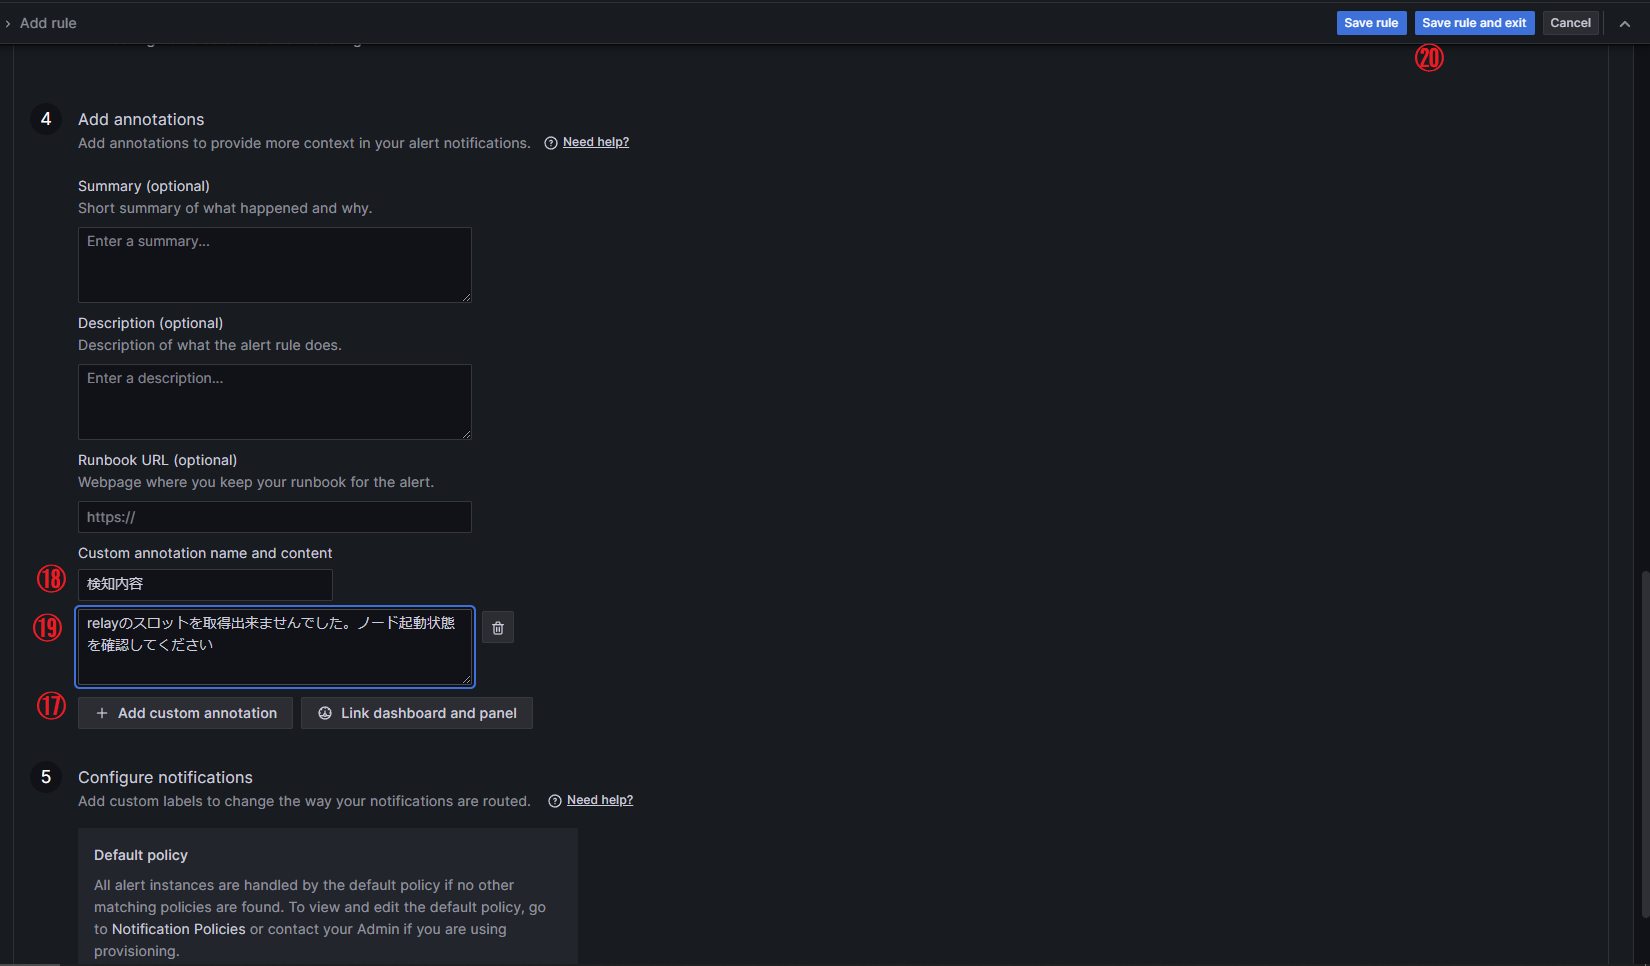 Add rule
Save rule
Save rule and exit
Cancel
⑳
4
Add annotations
Add annotations to provide more context in your alert notifications.
Need help?
Summary (optional)
Short summary of what happened and why.
Enter a summary...
Description (optional)
Description of what the alert rule does.
Enter a description...
Runbook URL (optional)
Webpage where you keep your runbook for the alert.
https://
Custom annotation name and content
⑱
検知内容
⑲
relayのスロットを取得出来ませんでした。ノード起動状態
を確認してください
⑰
Add custom annotation
Link dashboard and panel
5
Configure notifications
Add custom labels to change the way your notifications are routed.
Need help?
Default policy
All alert instances are handled by the default policy if no other
matching policies are found. To view and edit the default policy, go
to Notification Policies or contact your Admin if you are using
provisioning.